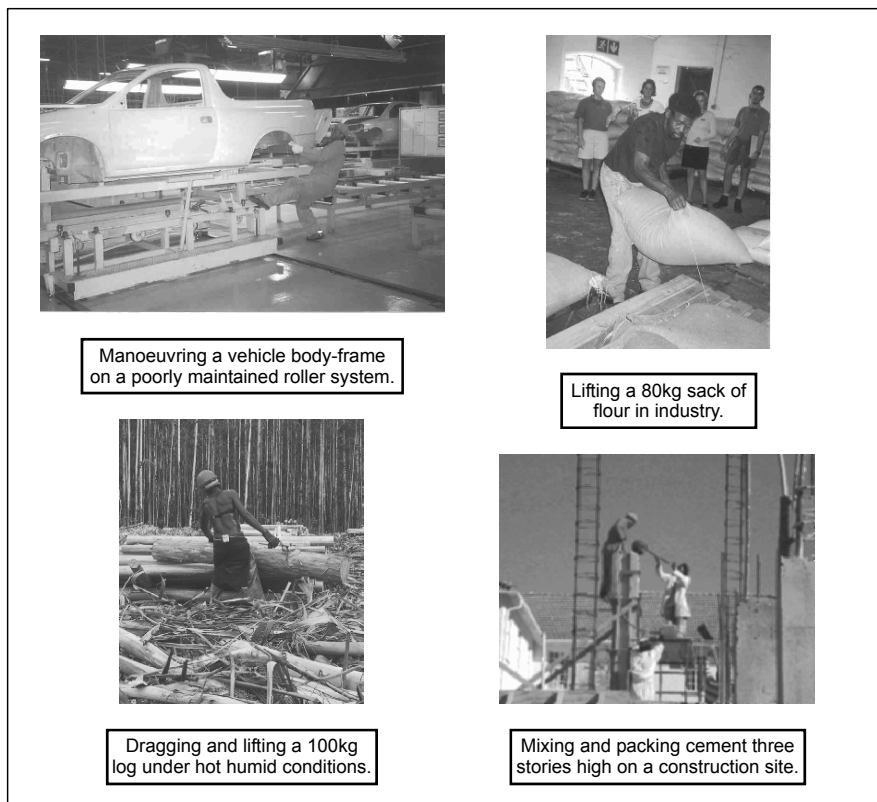 Manoeuvring a vehicle body-frame
on a poorly maintained roller system.
Lifting a 80kg sack of
flour in industry.
Dragging and lifting a 100kg
log under hot humid conditions.
Mixing and packing cement three
stories high on a construction site.